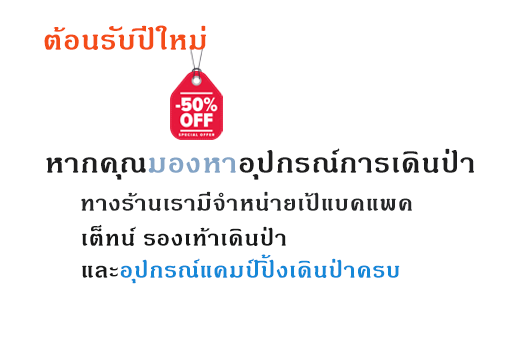 ต้อนรับปีใหม่
-50%
OFF
SPECIAL OFFER
หากคุณมองหาอุปกรณ์การเดินป่า
ทางร้านเรามีจำหน่ายเป้แบคแพค
เต็ทน์ รองเท้าเดินป่า
และอุปกรณ์แคมป์ปิ้งเดินป่าครบ